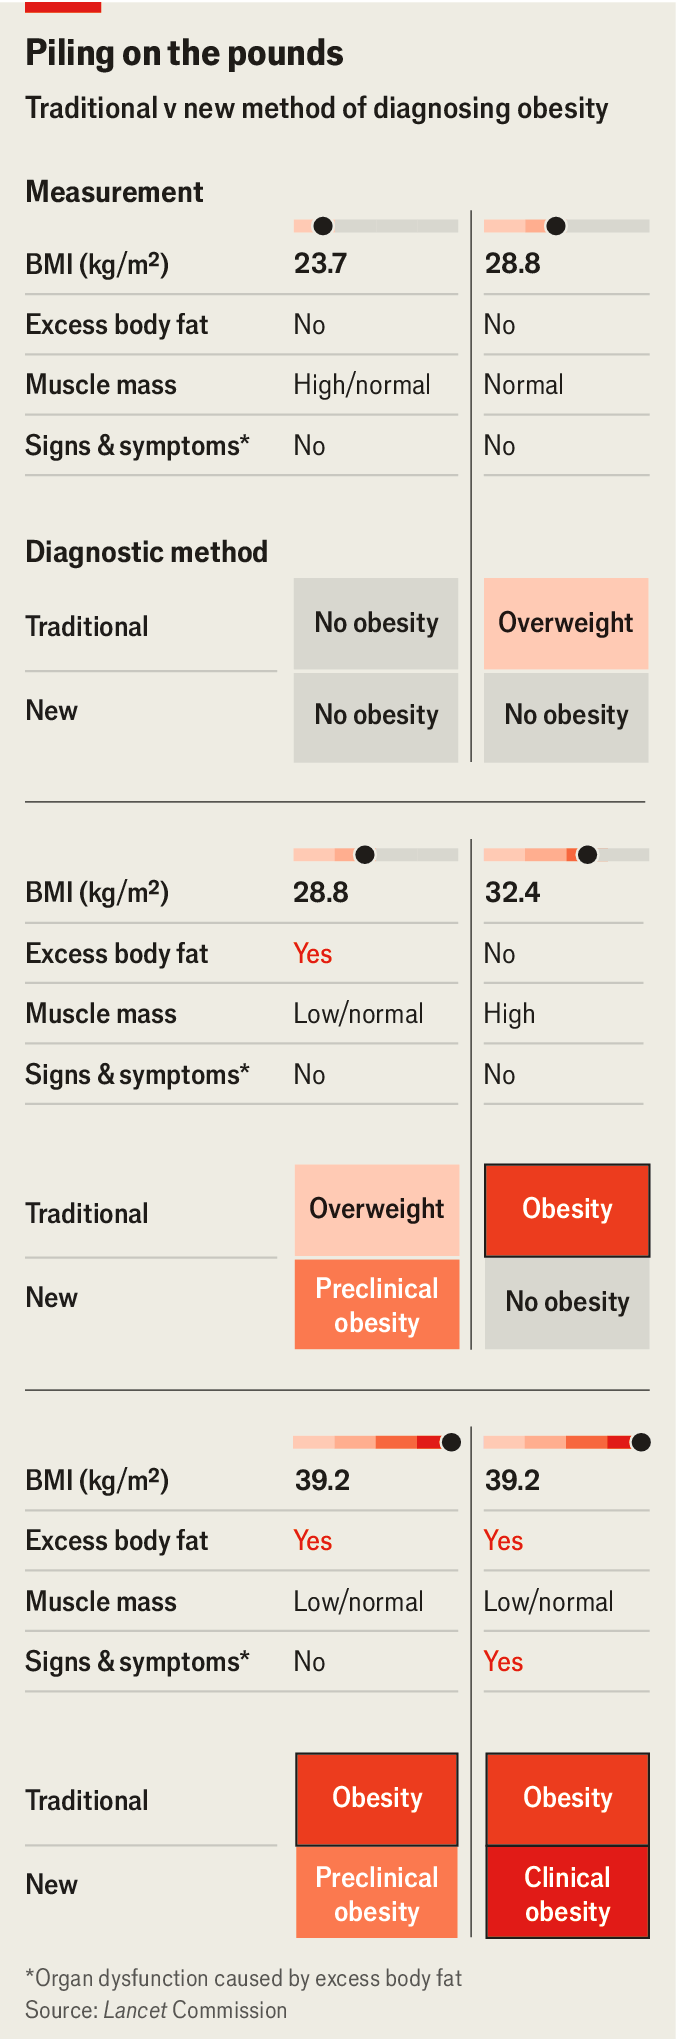 Piling on the pounds
Traditional v new method of diagnosing obesity
Measurement
BMI (kg/m²) 23.7 28.8
Excess body fat No No
Muscle mass High/normal Normal
Signs & symptoms* No No
Diagnostic method
Traditional No obesity Overweight
New No obesity No obesity
BMI (kg/m²) 28.8 32.4
Excess body fat Yes No
Muscle mass Low/normal High
Signs & symptoms* No No
Traditional Overweight Obesity
New Preclinical obesity No obesity
BMI (kg/m²) 39.2 39.2
Excess body fat Yes Yes
Muscle mass Low/normal Low/normal
Signs & symptoms* No Yes
Traditional Obesity Obesity
New Preclinical obesity Clinical obesity
*Organ dysfunction caused by excess body fat
Source: Lancet Commission